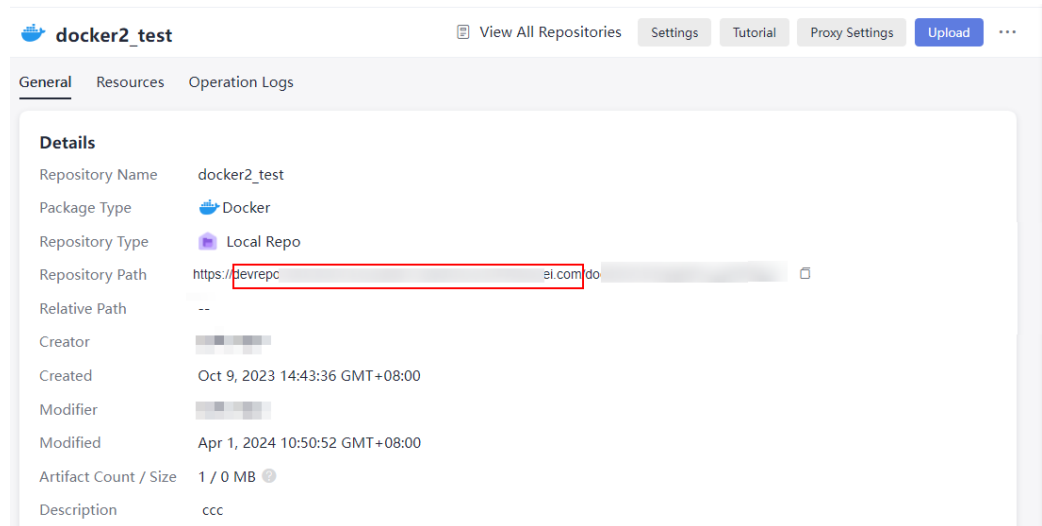 docker2_test View All Repositories Settings Tutorial Proxy Settings Upload ...
General Resources Operation Logs
Details
Repository Name docker2_test
Package Type Docker
Repository Type Local Repo
Repository Path https://devrepo ei.com/do
Relative Path --
Creator
Created Oct 9, 2023 14:43:36 GMT+08:00
Modifier
Modified Apr 1, 2024 10:50:52 GMT+08:00
Artifact Count / Size 1 / 0 MB ?
Description ccc